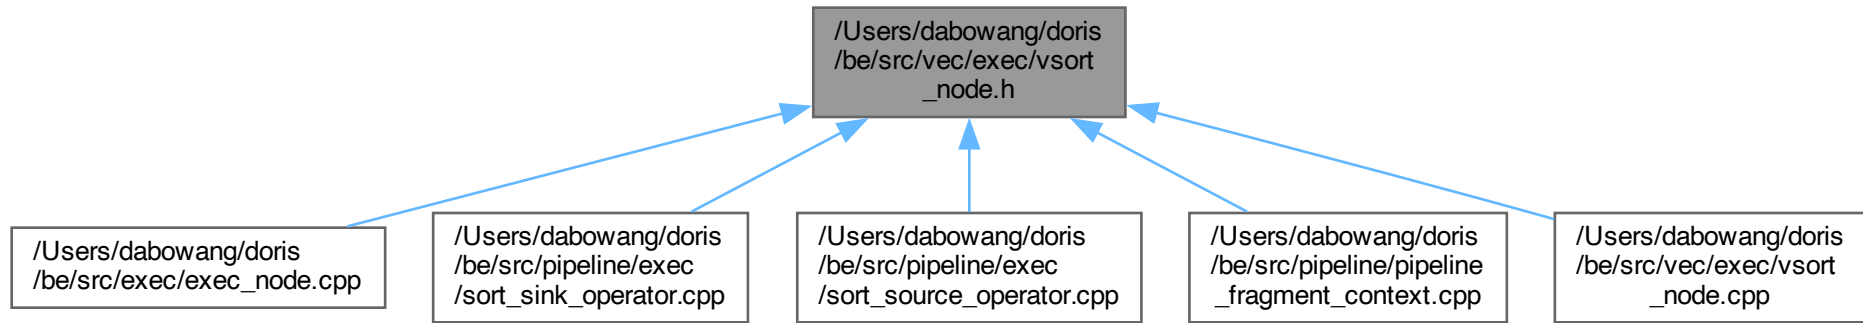 /Users/dabowang/doris
/be/src/vec/exec/vsort
_node.h
/Users/dabowang/doris
/be/src/exec/exec_node.cpp
/Users/dabowang/doris
/be/src/pipeline/exec
/sort_sink_operator.cpp
/Users/dabowang/doris
/be/src/pipeline/exec
/sort_source_operator.cpp
/Users/dabowang/doris
/be/src/pipeline/pipeline
_fragment_context.cpp
/Users/dabowang/doris
/be/src/vec/exec/vsort
_node.cpp